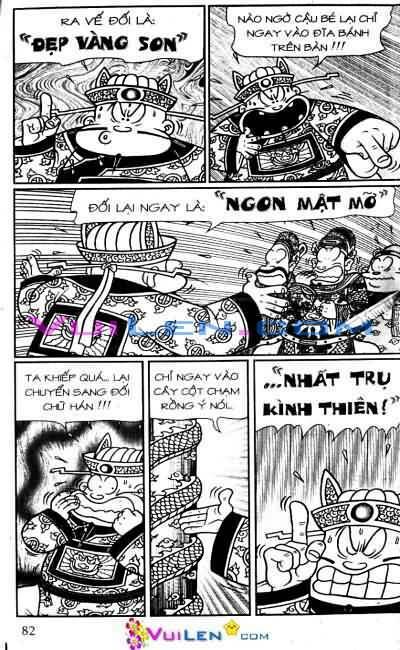 RA VẾ ĐỐI LÀ:
"ĐẸP VÀNG SON"
NÀO NGỜ CẬU BÉ LẠI CHỈ
NGAY VÀO ĐĨA BÁNH
TRÊN BÀN !!!
ĐỐI LẠI NGAY LÀ:
"NGON MẬT MỠ"
VUILEN.COM
TA KHIẾP QUÁ... LẠI
CHUYỂN SANG ĐỐI
CHỮ HÁN !!!
CHỈ NGAY VÀO
CÂY CỘT CHẠM
RỒNG Ý NÓI...
"...NHẤT TRỤ
KÌNH THIÊN!"
82
VUILEN.COM